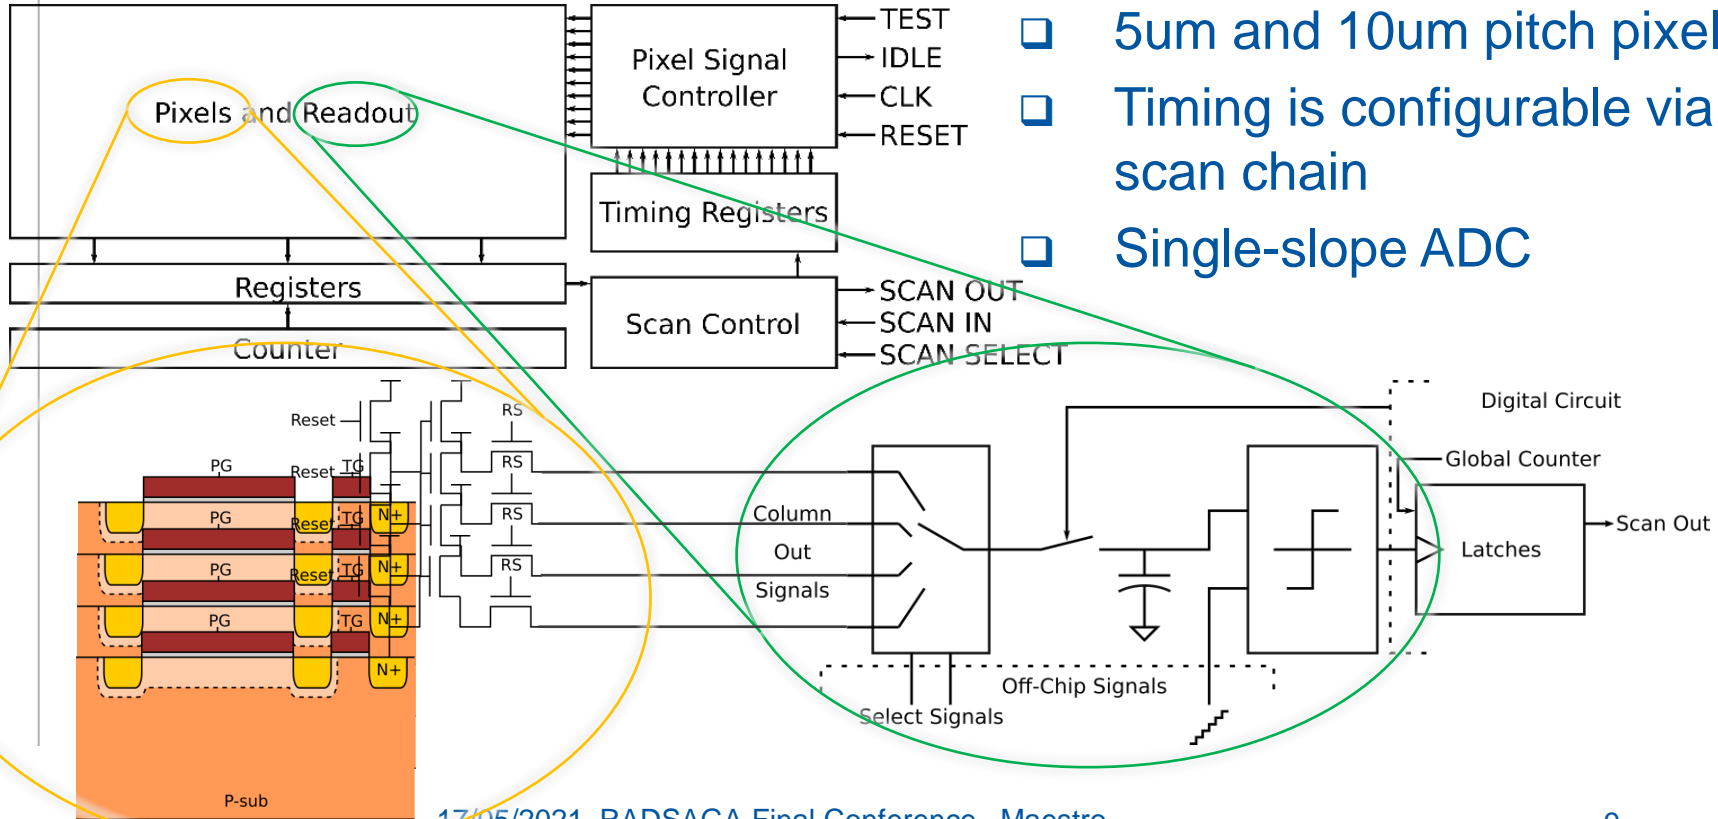 TEST
IDLE
CLK
RESET
Pixel Signal
Controller
Pixels and Readout
Timing Registers
Registers
Counter
Scan Control
SCAN OUT
SCAN IN
SCAN SELECT
5um and 10um pitch pixel
Timing is configurable via
scan chain
Single-slope ADC
Reset
RS
PG
Reset
TG
RS
PG
Reset
TG
N+
RS
PG
Reset
TG
N+
RS
PG
TG
N+
N+
P-sub
Column
Out
Signals
Select Signals
Off-Chip Signals
Digital Circuit
Global Counter
Latches
Scan Out
17/05/2021 RADSAGA Final Conference Maestro
9